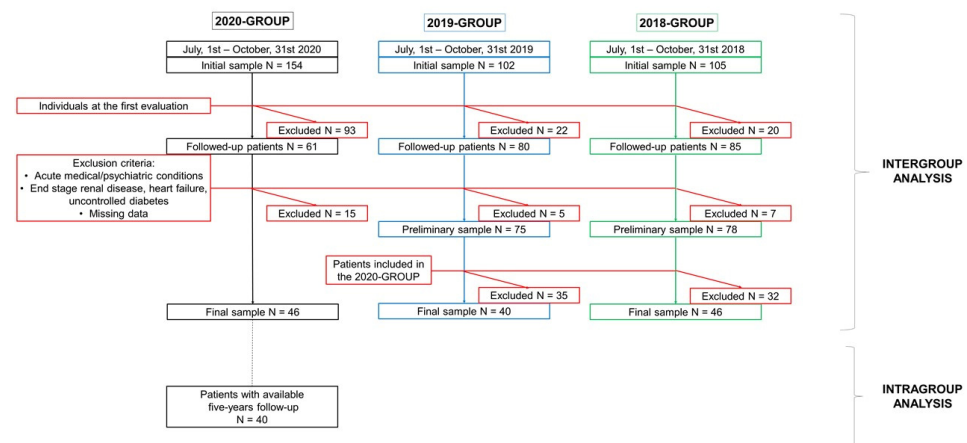 2020-GROUP
2019-GROUP
2018-GROUP
July, 1st – October, 31st 2020
July, 1st – October, 31st 2019
July, 1st – October, 31st 2018
Initial sample N = 154
Initial sample N = 102
Initial sample N = 105
Individuals at the first evaluation
Excluded N = 93
Excluded N = 22
Excluded N = 20
Followed-up patients N = 61
Followed-up patients N = 80
Followed-up patients N = 85
Exclusion criteria:
• Acute medical/psychiatric conditions
• End stage renal disease, heart failure,
uncontrolled diabetes
• Missing data
Excluded N = 15
Excluded N = 5
Excluded N = 7
Preliminary sample N = 75
Preliminary sample N = 78
Patients included
in the 2020-GROUP
Excluded N = 35
Excluded N = 32
Final sample N = 46
Final sample N = 40
Final sample N = 46
INTERGROUP
ANALYSIS
Patients with available
five-years follow-up
N = 40
INTRAGROUP
ANALYSIS